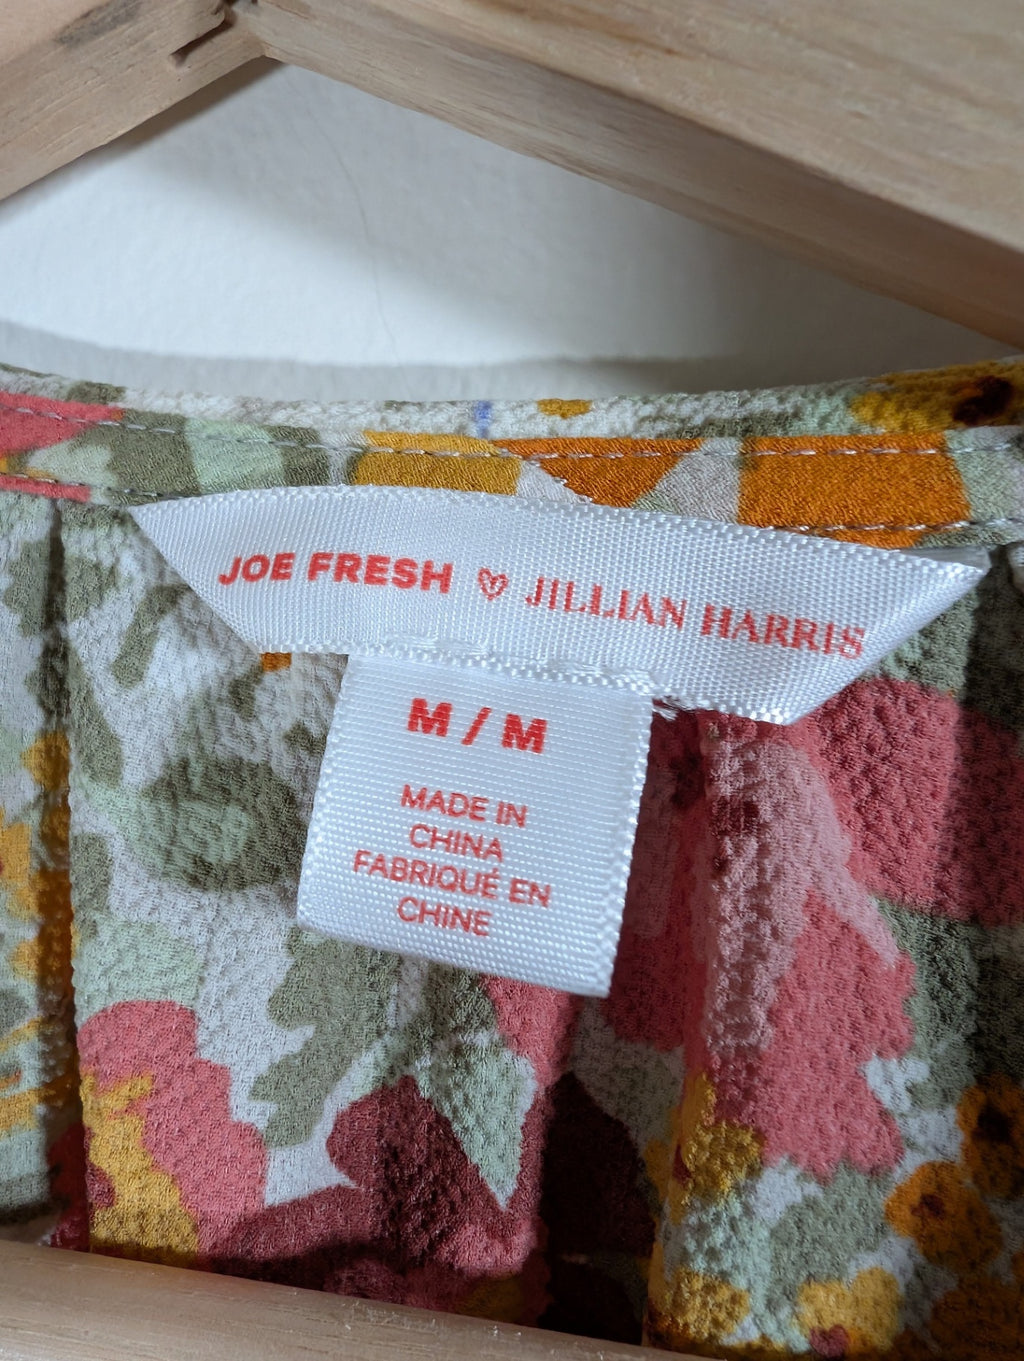 JOE FRESH ♡ JILLIAN HARRIS
M / M
MADE IN
CHINA
FABRIQUÉ EN
CHINE